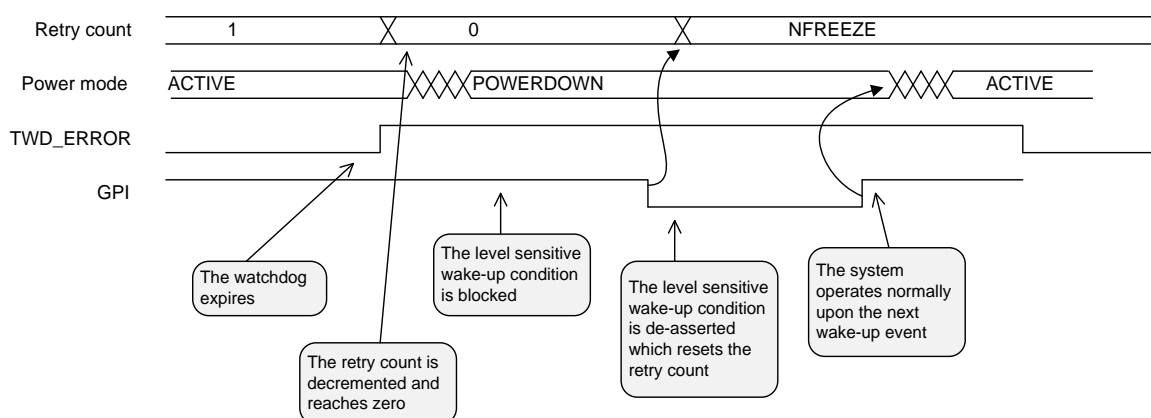 Retry count
1
0
NFREEZE
Power mode
ACTIVE
POWERDOWN
ACTIVE
TWD_ERROR
GPI
The watchdog
expires
The retry count is
decremented and
reaches zero
The level sensitive
wake-up condition
is blocked
The level sensitive
wake-up condition
is de-asserted
which resets the
retry count
The system
operates normally
upon the next
wake-up event